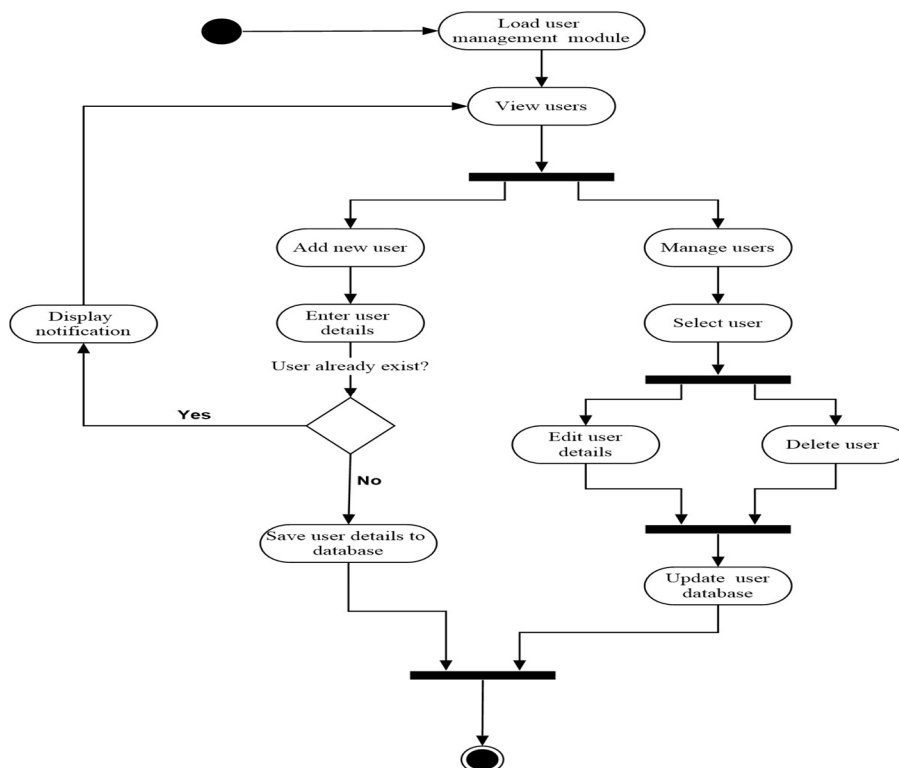 Load user
management module
View users
Add new user
Manage users
Display
notification
Enter user
details
Select user
User already exist?
Yes
Edit user
details
Delete user
No
Save user details to
database
Update user
database